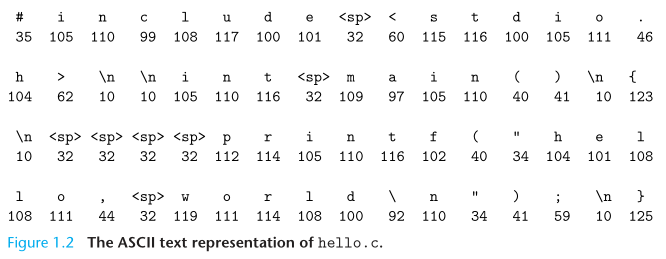 # i n c l u d e <sp> < s t d i o .
35 105 110 99 108 117 100 101 32 60 115 116 100 105 111 46
h > \n \n i n t <sp> m a i n ( ) \n {
104 62 10 10 105 110 116 32 109 97 105 110 40 41 10 123
\n <sp> <sp> <sp> <sp> p r i n t f ( " h e l
10 32 32 32 32 112 114 105 110 116 102 40 34 104 101 108
l o , <sp> w o r l d \ n " ) ; \n }
108 111 44 32 119 111 114 108 100 92 110 34 41 59 10 125
Figure 1.2 The ASCII text representation of hello.c.